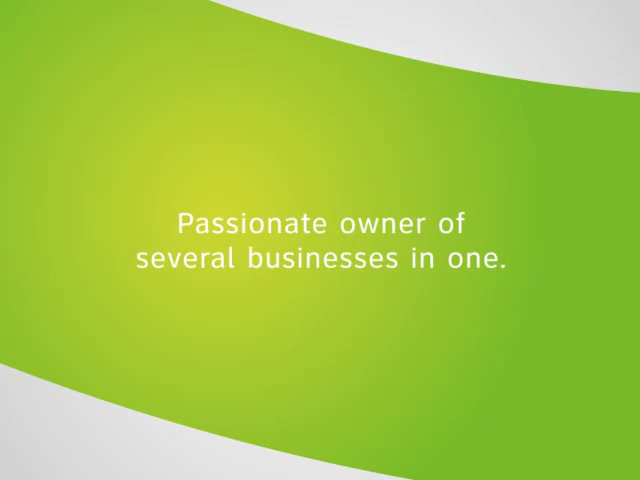 Passionate owner of
several businesses in one.